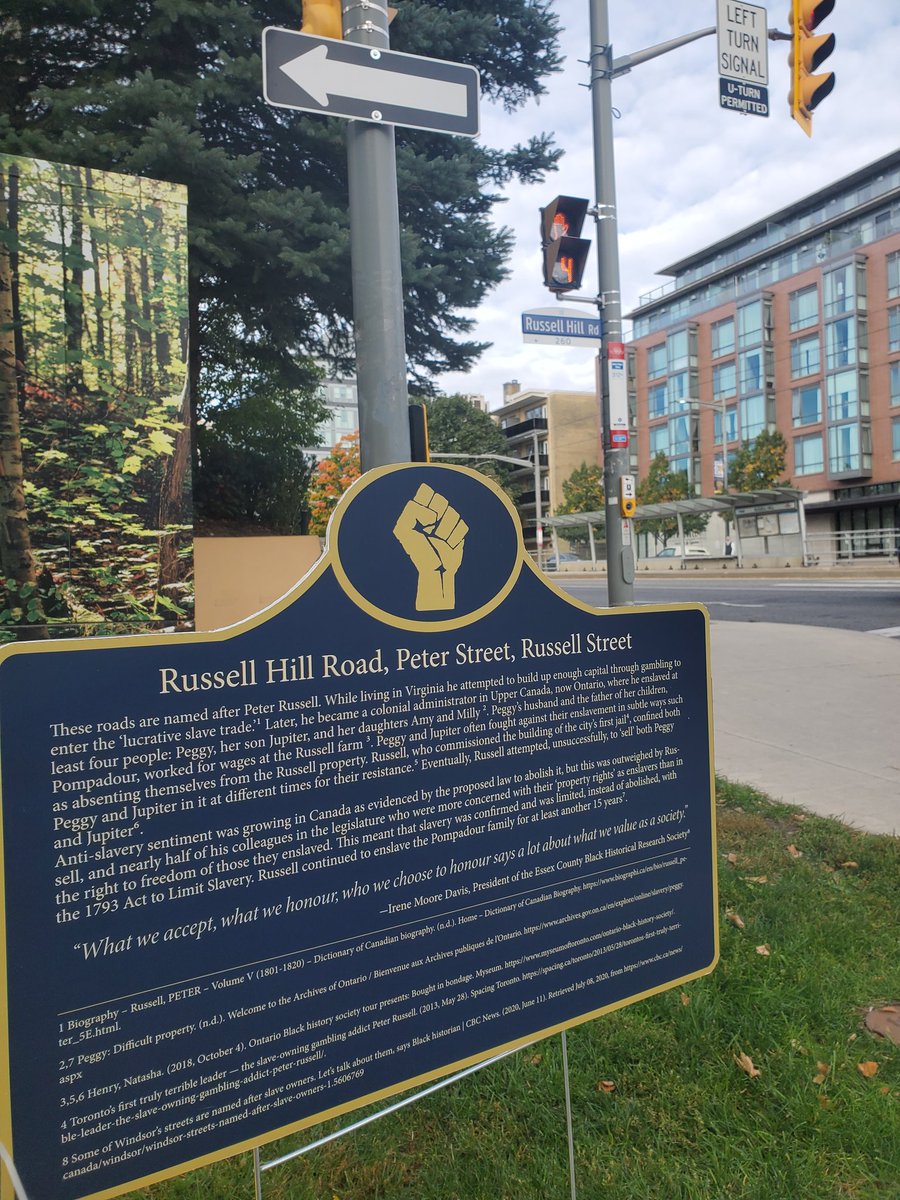 LEFT
TURN
SIGNAL
U-TURN
PERMITTED
4
Russell Hill Rd
260
Russell Hill Road, Peter Street, Russell Street
These roads are named after Peter Russell. While living in Virginia he attempted to build up enough capital through gambling to
enter the ‘lucrative slave trade.’¹ Later, he became a colonial administrator in Upper Canada, now Ontario, where he enslaved at
least four people: Peggy, her son Jupiter, and her daughters Amy and Milly ². Peggy's husband and the father of her children,
Pompadour, worked for wages at the Russell farm ³. Peggy and Jupiter often fought against their enslavement in subtle ways such
as absenting themselves from the Russell property. Russell, who commissioned the building of the city's first jail⁴, confined both
Peggy and Jupiter in it at different times for their resistance.⁵ Eventually, Russell attempted, unsuccessfully, to ‘sell’ both Peggy
and Jupiter⁶.
Anti-slavery sentiment was growing in Canada as evidenced by the proposed law to abolish it, but this was outweighed by Rus-
sell, and nearly half of his colleagues in the legislature who were more concerned with their ‘property rights’ as enslavers than in
the right to freedom of those they enslaved. This meant that slavery was confirmed and was limited, instead of abolished, with
the 1793 Act to Limit Slavery. Russell continued to enslave the Pompadour family for at least another 15 years⁷.
“What we accept, what we honour, who we choose to honour says a lot about what we value as a society.”
—Irene Moore Davis, President of the Essex County Black Historical Research Society⁸
1 Biography – Russell, PETER – Volume V (1801-1820) – Dictionary of Canadian biography. (n.d.). Home – Dictionary of Canadian Biography. https://www.biographi.ca/en/bio/russell_pe-
ter_5E.html.
2,7 Peggy: Difficult property. (n.d.). Welcome to the Archives of Ontario / Bienvenue aux Archives publiques de l'Ontario. https://www.archives.gov.on.ca/en/explore/online/slavery/peggy.
aspx
3,5,6 Henry, Natasha. (2018, October 4). Ontario Black history society tour presents: Bought in bondage. Myseum. https://www.myseumoftoronto.com/ontario-black-history-society/.
4 Toronto's first truly terrible leader — the slave-owning gambling addict Peter Russell. (2013, May 28). Spacing Toronto. https://spacing.ca/toronto/2013/05/28/torontos-first-truly-terri-
ble-leader-the-slave-owning-gambling-addict-peter-russell/.
8 Some of Windsor's streets are named after slave owners. Let's talk about them, says Black historian | CBC News. (2020, June 11). Retrieved July 08, 2020, from https://www.cbc.ca/news/
canada/windsor/windsor-streets-named-after-slave-owners-1.5606769